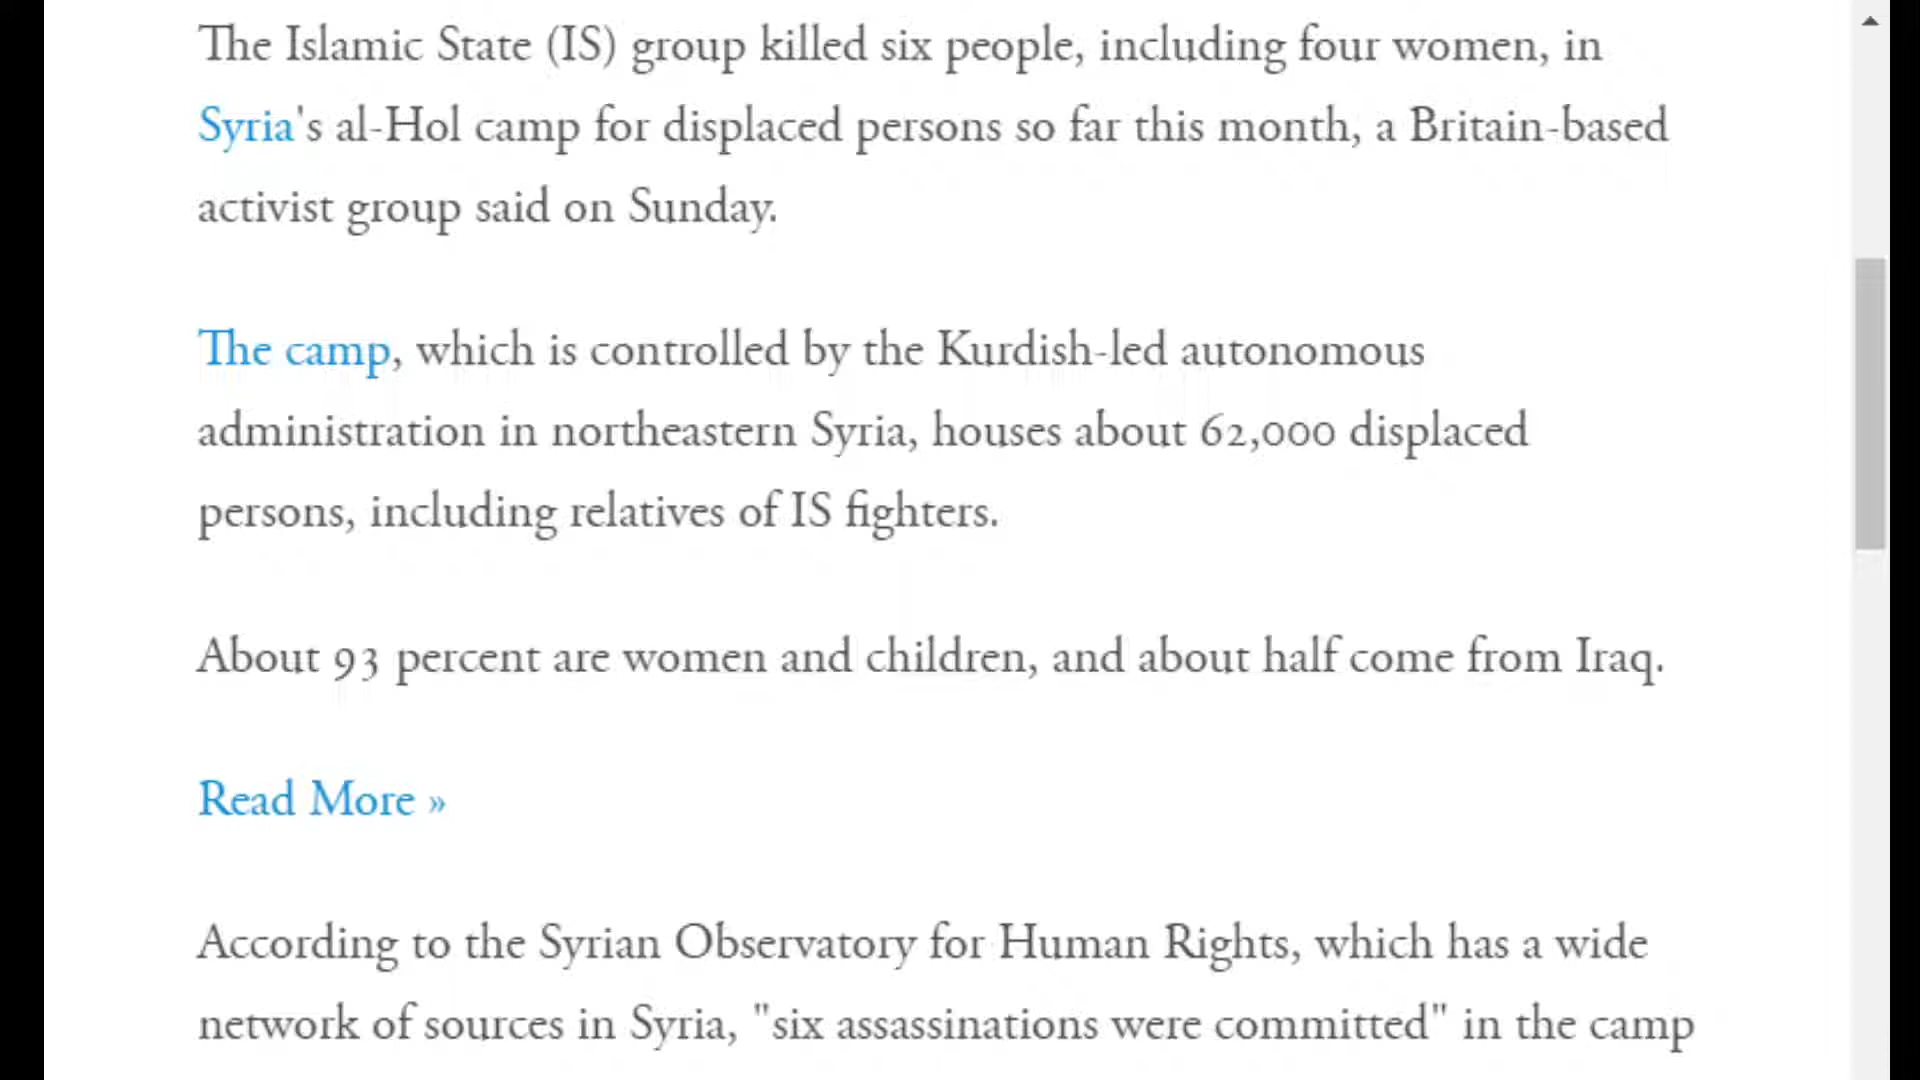 The Islamic State (IS) group killed six people, including four women, in
Syria's al-Hol camp for displaced persons so far this month, a Britain-based
activist group said on Sunday.
The camp, which is controlled by the Kurdish-led autonomous
administration in northeastern Syria, houses about 62,000 displaced
persons, including relatives of IS fighters.
About 93 percent are women and children, and about half come from Iraq.
Read More »
According to the Syrian Observatory for Human Rights, which has a wide
network of sources in Syria, "six assassinations were committed" in the camp